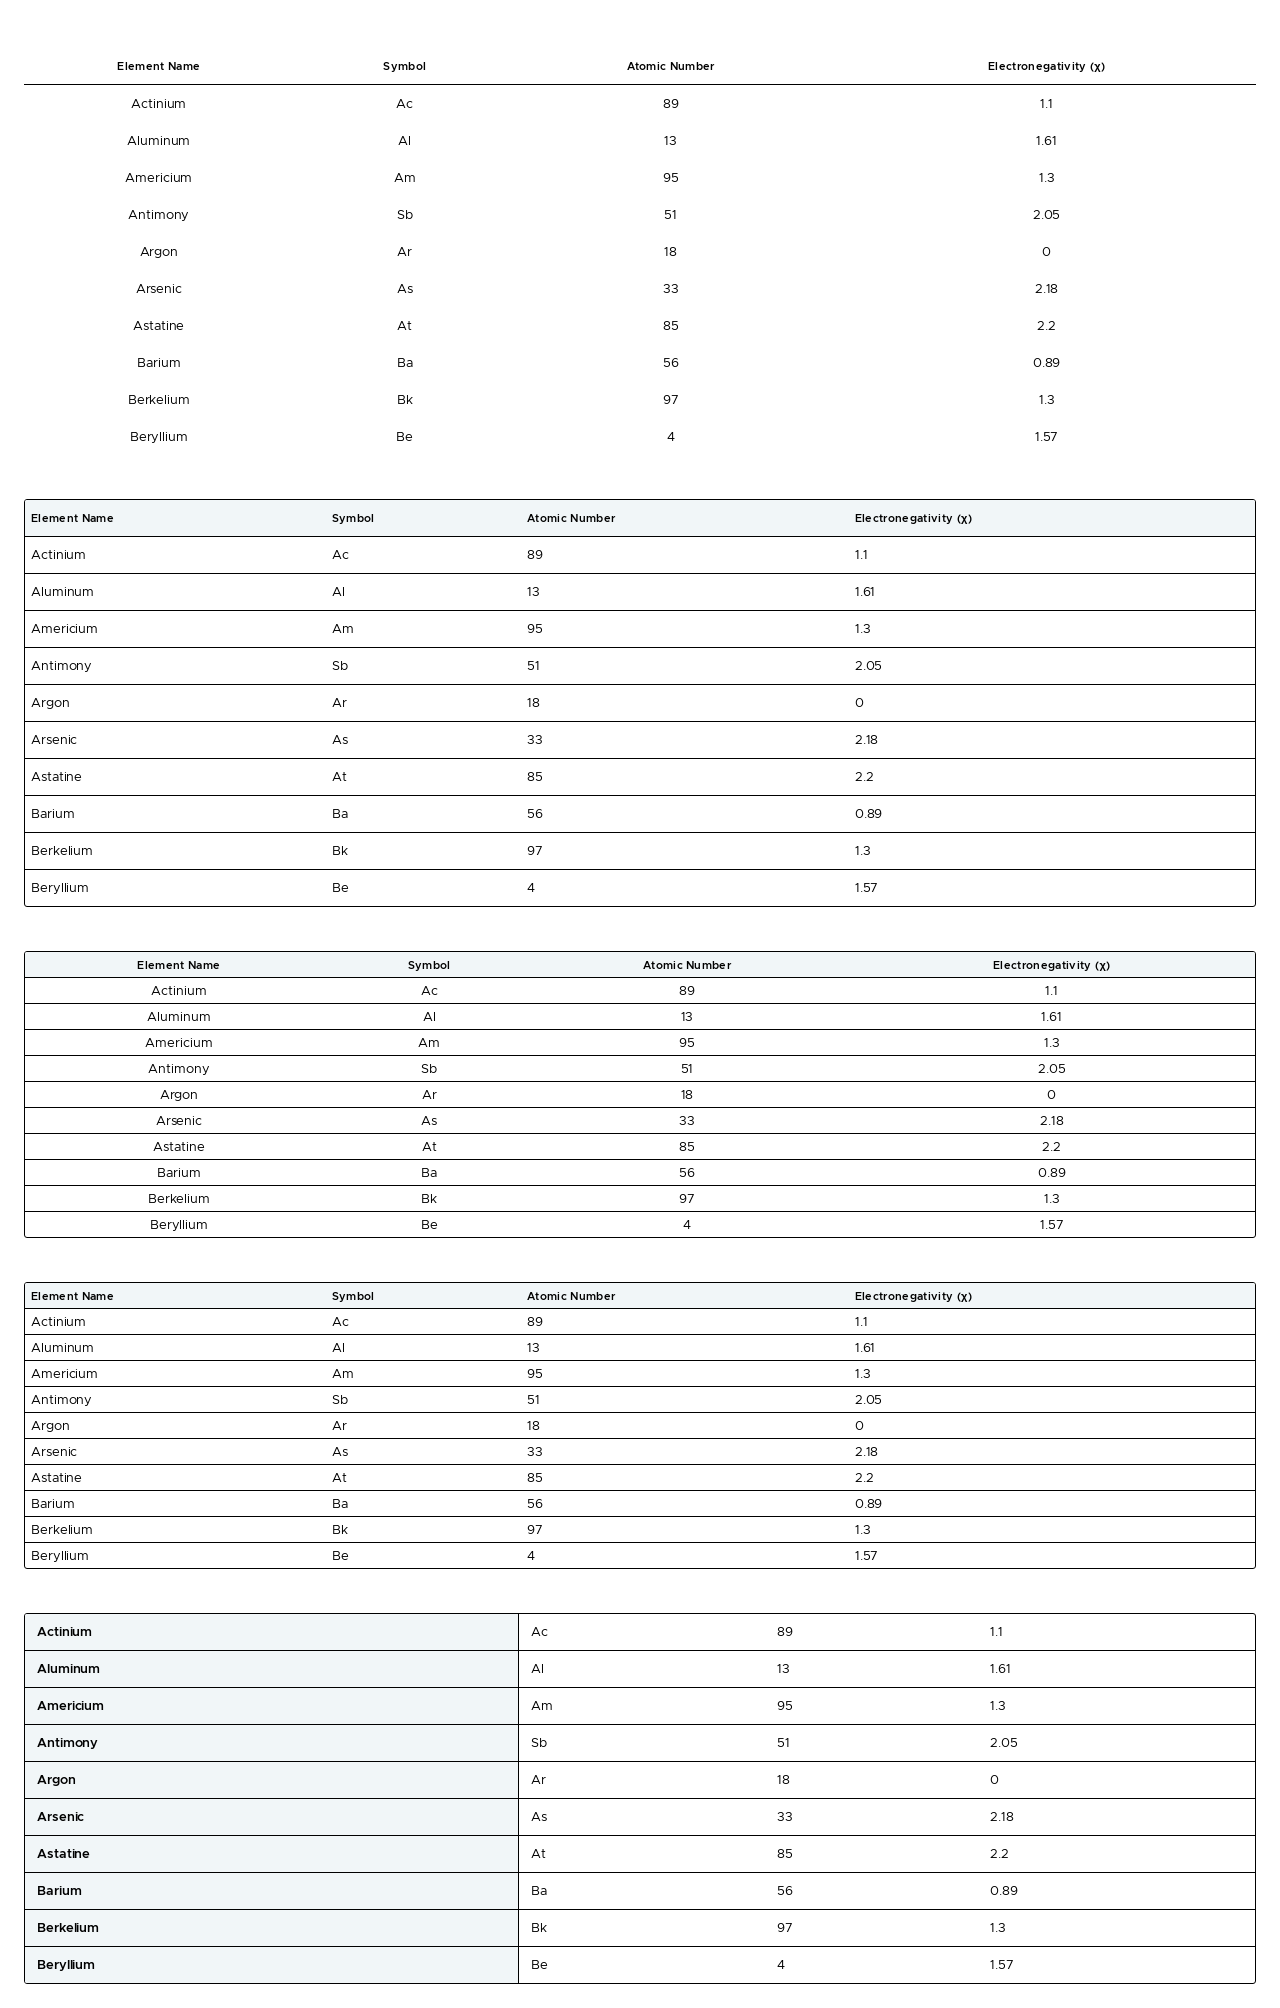 Element Name Symbol Atomic Number Electronegativity (χ)
Actinium Ac 89 1.1
Aluminum Al 13 1.61
Americium Am 95 1.3
Antimony Sb 51 2.05
Argon Ar 18 0
Arsenic As 33 2.18
Astatine At 85 2.2
Barium Ba 56 0.89
Berkelium Bk 97 1.3
Beryllium Be 4 1.57
Element Name Symbol Atomic Number Electronegativity (χ)
Actinium Ac 89 1.1
Aluminum Al 13 1.61
Americium Am 95 1.3
Antimony Sb 51 2.05
Argon Ar 18 0
Arsenic As 33 2.18
Astatine At 85 2.2
Barium Ba 56 0.89
Berkelium Bk 97 1.3
Beryllium Be 4 1.57
Element Name Symbol Atomic Number Electronegativity (χ)
Actinium Ac 89 1.1
Aluminum Al 13 1.61
Americium Am 95 1.3
Antimony Sb 51 2.05
Argon Ar 18 0
Arsenic As 33 2.18
Astatine At 85 2.2
Barium Ba 56 0.89
Berkelium Bk 97 1.3
Beryllium Be 4 1.57
Element Name Symbol Atomic Number Electronegativity (χ)
Actinium Ac 89 1.1
Aluminum Al 13 1.61
Americium Am 95 1.3
Antimony Sb 51 2.05
Argon Ar 18 0
Arsenic As 33 2.18
Astatine At 85 2.2
Barium Ba 56 0.89
Berkelium Bk 97 1.3
Beryllium Be 4 1.57
Actinium Ac 89 1.1
Aluminum Al 13 1.61
Americium Am 95 1.3
Antimony Sb 51 2.05
Argon Ar 18 0
Arsenic As 33 2.18
Astatine At 85 2.2
Barium Ba 56 0.89
Berkelium Bk 97 1.3
Beryllium Be 4 1.57